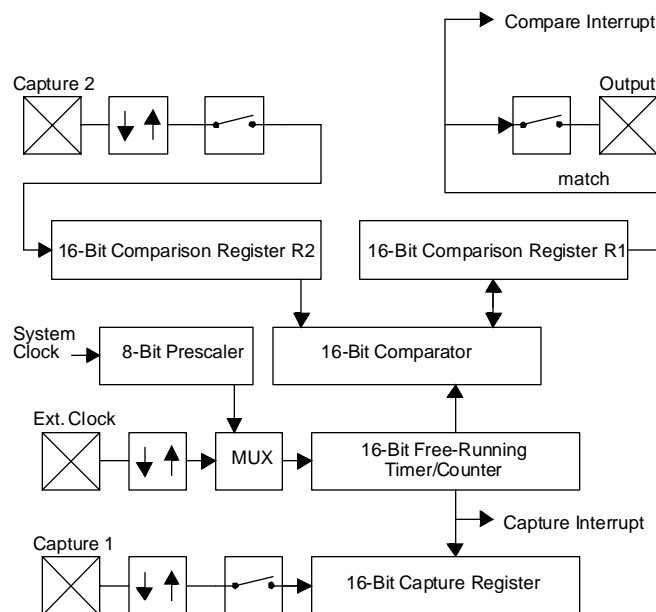 Compare Interrupt
Capture 2
Output
match
16-Bit Comparison Register R2
16-Bit Comparison Register R1
System
Clock
8-Bit Prescaler
16-Bit Comparator
Ext. Clock
MUX
16-Bit Free-Running
Timer/Counter
Capture Interrupt
Capture 1
16-Bit Capture Register